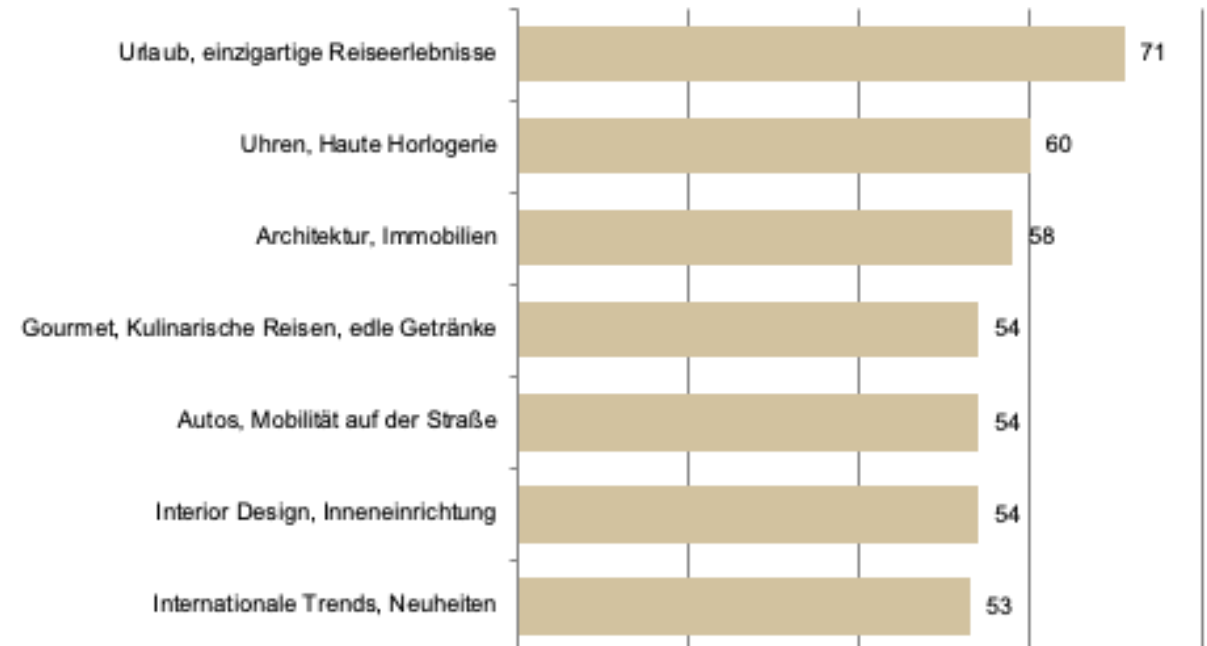 Urlaub, einzigartige Reiseerlebnisse 71
Uhren, Haute Horlogerie 60
Architektur, Immobilien 58
Gourmet, Kulinarische Reisen, edle Getränke 54
Autos, Mobilität auf der Straße 54
Interior Design, Inneneinrichtung 54
Internationale Trends, Neuheiten 53